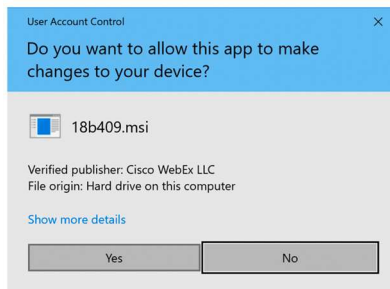 User Account Control
Do you want to allow this app to make
changes to your device?
18b409.msi
Verified publisher: Cisco WebEx LLC
File origin: Hard drive on this computer
Show more details
Yes
No